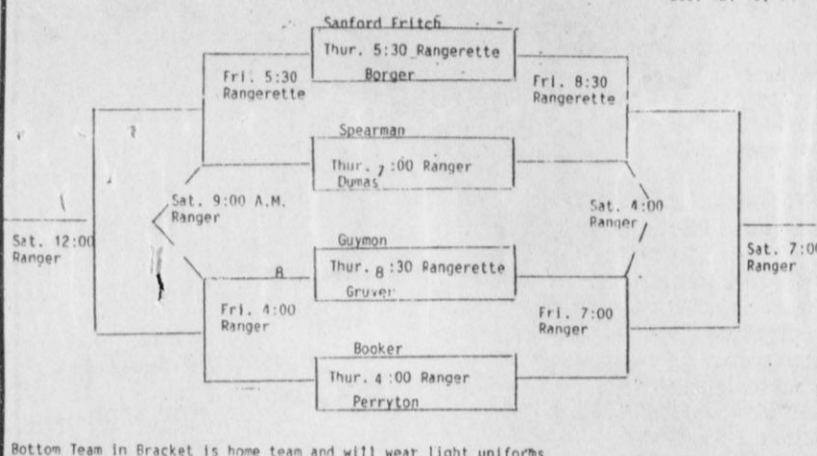 Sanford Fritch
Thur. 5:30 Rangerette
Borger
Fri. 5:30
Rangerette
Fri. 8:30
Rangerette
Spearman
Thur. 7:00 Ranger
Dumas
Sat. 9:00 A.M.
Ranger
Sat. 4:00
Ranger
Sat. 12:00
Ranger
Sat. 7:00
Ranger
Guymon
8
Thur. 8:30 Rangerette
Gruver
Fri. 4:00
Ranger
Fri. 7:00
Ranger
Booker
Thur. 4:00 Ranger
Perryton
Bottom Team in Bracket is home team and will wear light uniforms